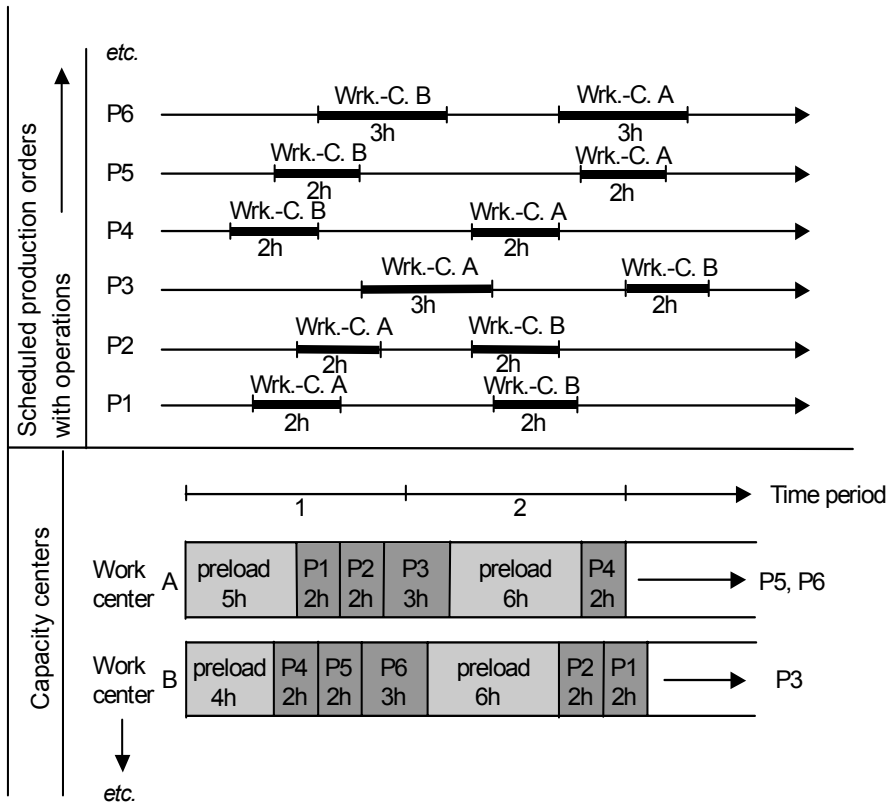 Scheduled production orders
with operations
etc.
P6
Wrk.-C. B
3h
Wrk.-C. A
3h
P5
Wrk.-C. B
2h
Wrk.-C. A
2h
P4
Wrk.-C. B
2h
Wrk.-C. A
2h
P3
Wrk.-C. A
3h
Wrk.-C. B
2h
P2
Wrk.-C. A
2h
Wrk.-C. B
2h
P1
Wrk.-C. A
2h
Wrk.-C. B
2h
Capacity centers
1
2
Time period
Work
center
A
preload
5h
P1
2h
P2
2h
P3
3h
preload
6h
P4
2h
P5, P6
Work
center
B
preload
4h
P4
2h
P5
2h
P6
3h
preload
6h
P2
2h
P1
2h
P3
etc.